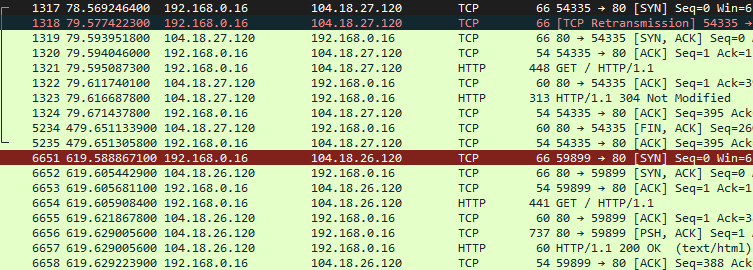 1317 78.569246400 192.168.0.16 104.18.27.120 TCP 66 54335 → 80 [SYN] Seq=0 Win=6
1318 79.577422300 192.168.0.16 104.18.27.120 TCP 66 [TCP Retransmission] 54335 →
1319 79.593951800 104.18.27.120 192.168.0.16 TCP 66 80 → 54335 [SYN, ACK] Seq=0
1320 79.594046000 192.168.0.16 104.18.27.120 TCP 54 54335 → 80 [ACK] Seq=1 Ack=1
1321 79.595087300 192.168.0.16 104.18.27.120 HTTP 448 GET / HTTP/1.1
1322 79.611740100 104.18.27.120 192.168.0.16 TCP 60 80 → 54335 [ACK] Seq=1 Ack=39
1323 79.616687800 104.18.27.120 192.168.0.16 HTTP 313 HTTP/1.1 304 Not Modified
1324 79.671437800 192.168.0.16 104.18.27.120 TCP 54 54335 → 80 [ACK] Seq=395 Ack
5234 479.651133900 104.18.27.120 192.168.0.16 TCP 60 80 → 54335 [FIN, ACK] Seq=26
5235 479.651305800 192.168.0.16 104.18.27.120 TCP 54 54335 → 80 [ACK] Seq=395 Ack
6651 619.588867100 192.168.0.16 104.18.26.120 TCP 66 59899 → 80 [SYN] Seq=0 Win=6
6652 619.605442900 104.18.26.120 192.168.0.16 TCP 66 80 → 59899 [SYN, ACK] Seq=0
6653 619.605681100 192.168.0.16 104.18.26.120 TCP 54 59899 → 80 [ACK] Seq=1 Ack=1
6654 619.605908400 192.168.0.16 104.18.26.120 HTTP 441 GET / HTTP/1.1
6655 619.621867800 104.18.26.120 192.168.0.16 TCP 60 80 → 59899 [ACK] Seq=1 Ack=3
6656 619.629005600 104.18.26.120 192.168.0.16 TCP 737 80 → 59899 [PSH, ACK] Seq=1
6657 619.629005600 104.18.26.120 192.168.0.16 HTTP 60 HTTP/1.1 200 OK (text/html)
6658 619.629223900 192.168.0.16 104.18.26.120 TCP 54 59899 → 80 [ACK] Seq=388 Ack